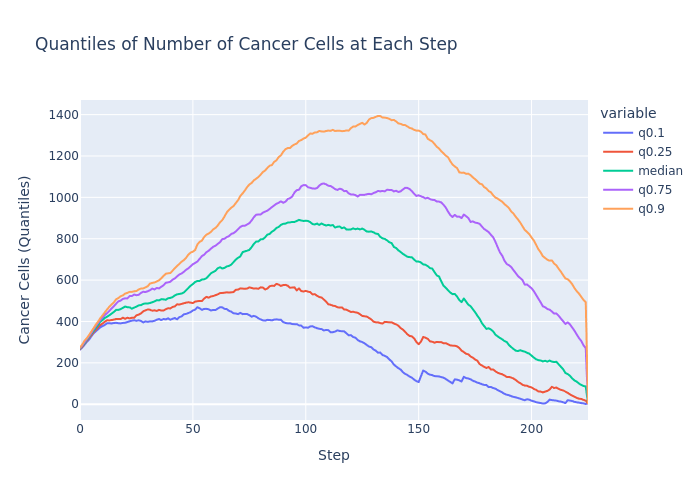 Quantiles of Number of Cancer Cells at Each Step
variable
q0.1
q0.25
median
q0.75
q0.9
Cancer Cells (Quantiles)
1400
1200
1000
800
600
400
200
0
0 50 100 150 200
Step